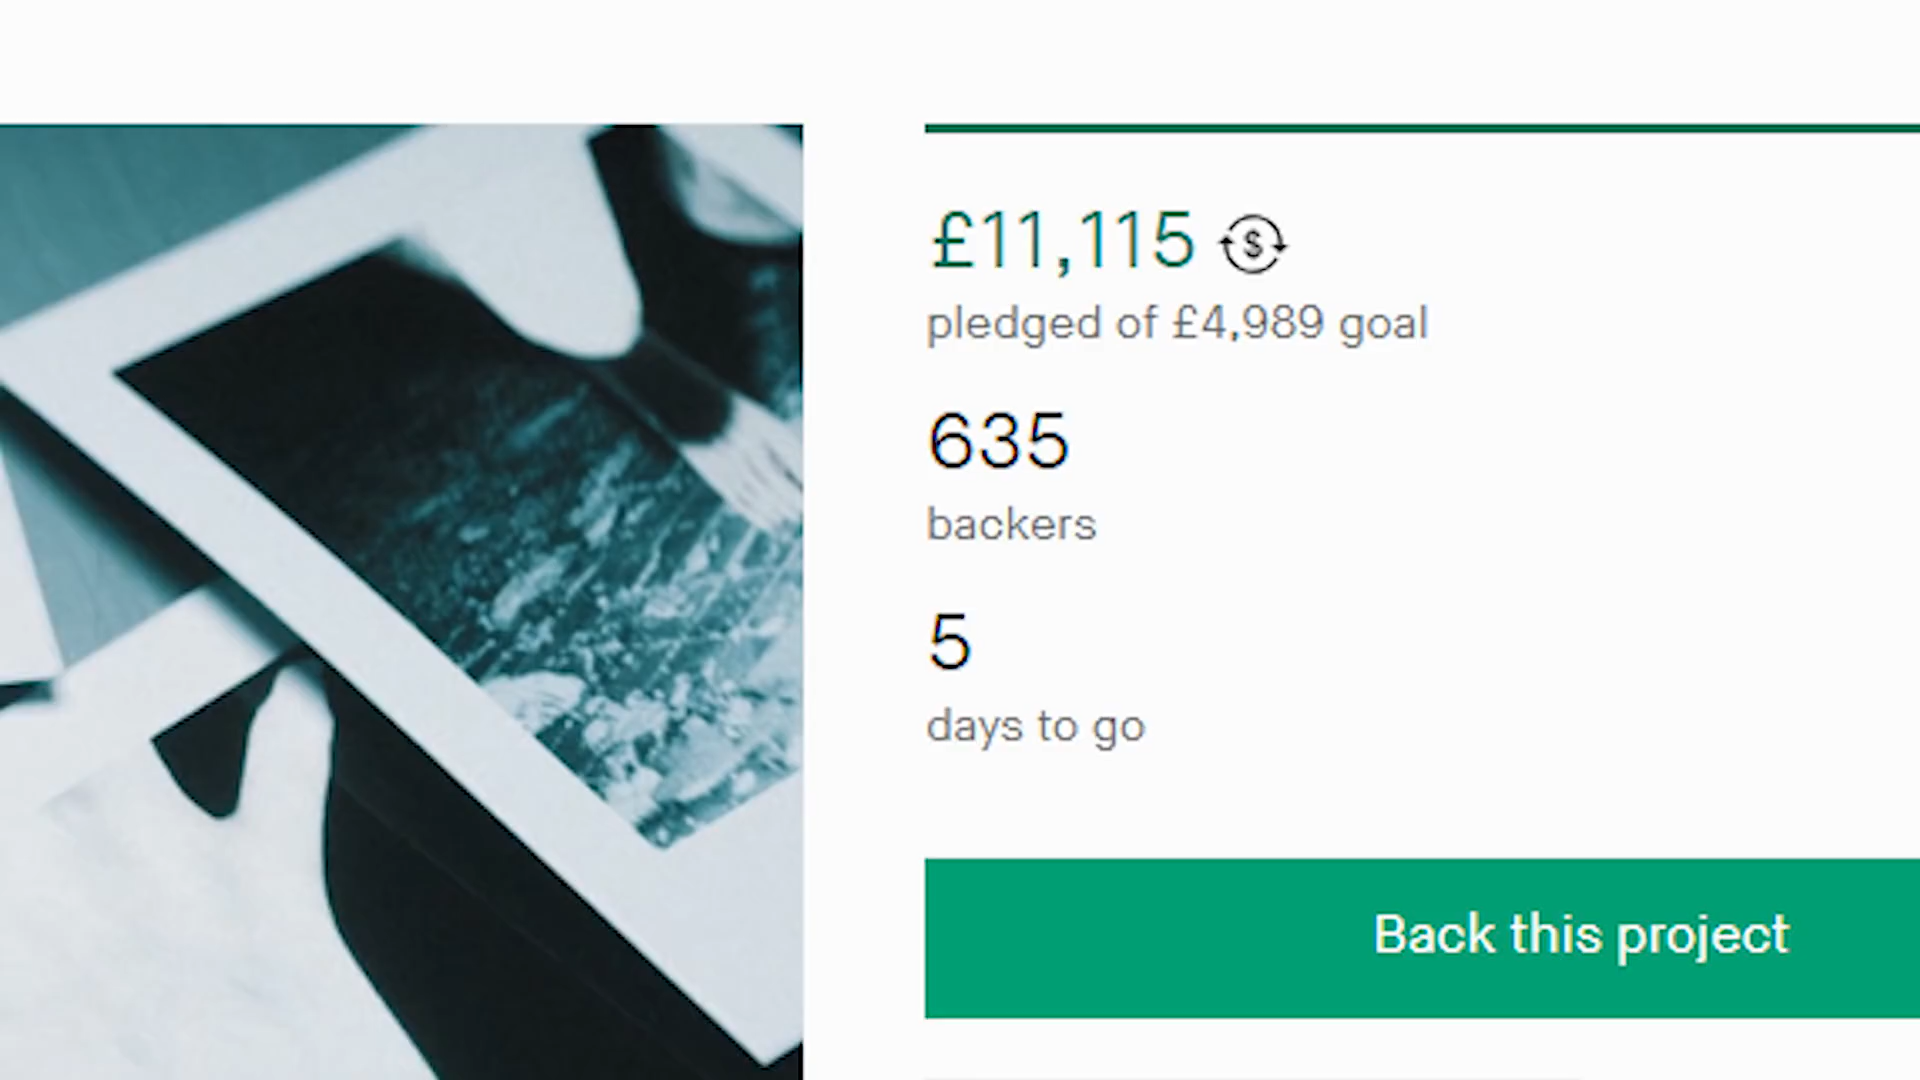 £11,115
pledged of £4,989 goal
635
backers
5
days to go
Back this project